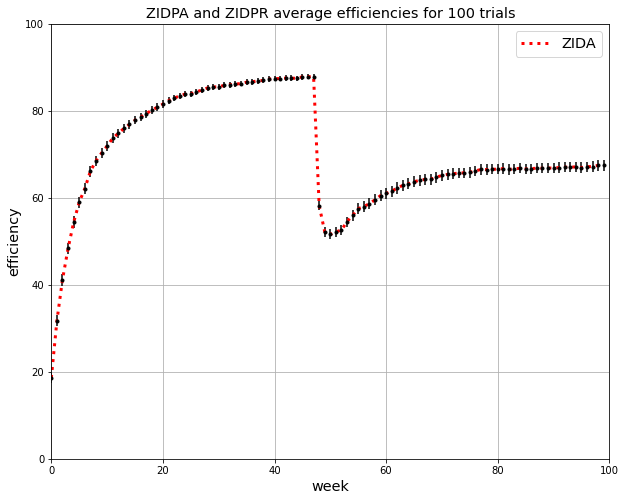 ZIDPA and ZIDPR average efficiencies for 100 trials
ZIDA
100
80
60
40
20
0
efficiency
0 20 40 60 80 100
week